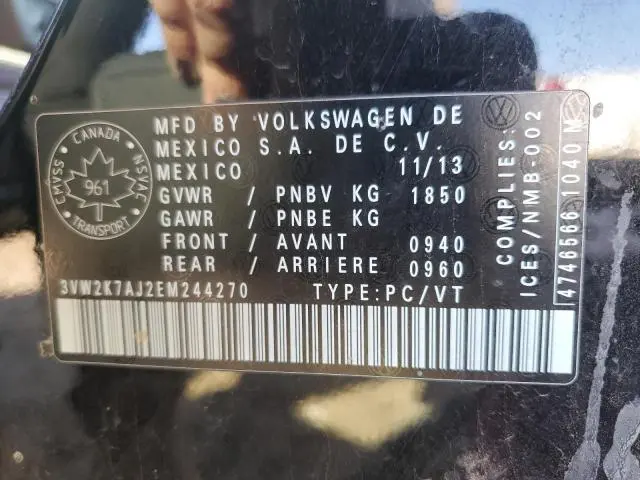 MFD BY VOLKSWAGEN DE
MEXICO S.A. DE C.V.
MEXICO 11/13
GVWR / PNBV KG 1850
GAWR / PNBE KG
FRONT / AVANT 0940
REAR / ARRIERE 0960
3VW2K7AJ2EM244270 TYPE:PC/VT
CANADA
CMVSS
NSVAC
961
TRANSPORT
COMPLIES:
ICES/NMB-002
4746566 1040 M